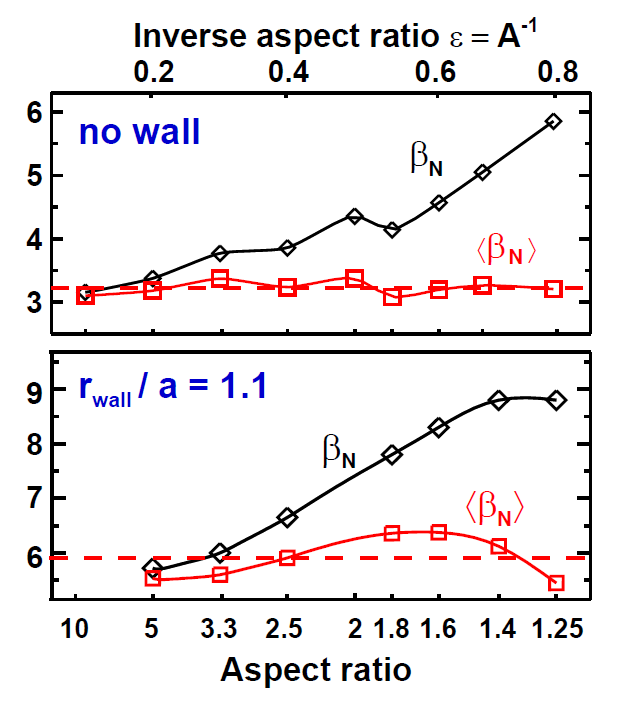 Inverse aspect ratio ε = A⁻¹
0.2 0.4 0.6 0.8
6
no wall
βN
5
4
⟨βN⟩
3
9
rwall / a = 1.1
βN
8
7
⟨βN⟩
6
10 5 3.3 2.5 2 1.8 1.6 1.4 1.25
Aspect ratio